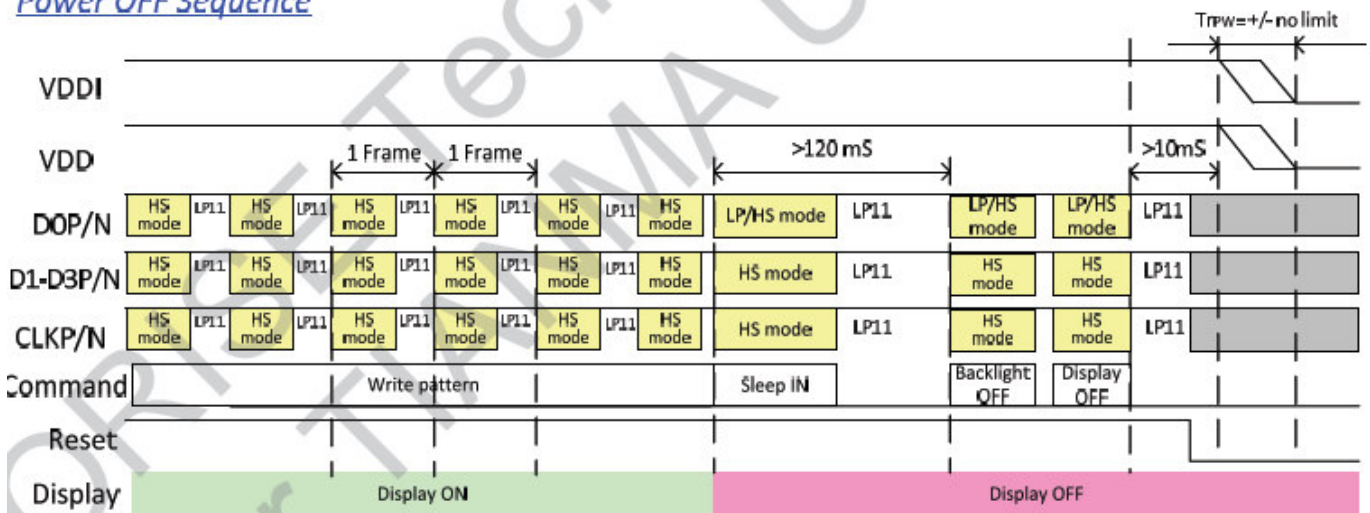 Power OFF Sequence
TRPW=+/- no limit
VDDI
VDD
1 Frame 1 Frame >120 mS >10mS
D0P/N HS mode LP11 HS mode LP11 HS mode LP11 HS mode LP11 HS mode LP11 HS mode LP/HS mode LP11 LP/HS mode LP/HS mode LP11
D1-D3P/N HS mode LP11 HS mode LP11 HS mode LP11 HS mode LP11 HS mode LP11 HS mode HS mode LP11 HS mode HS mode LP11
CLKP/N HS mode LP11 HS mode LP11 HS mode LP11 HS mode LP11 HS mode LP11 HS mode HS mode LP11 HS mode HS mode LP11
Command Write pattern Sleep IN Backlight OFF Display OFF
Reset
Display Display ON Display OFF
ORISE Tec
TIANMA